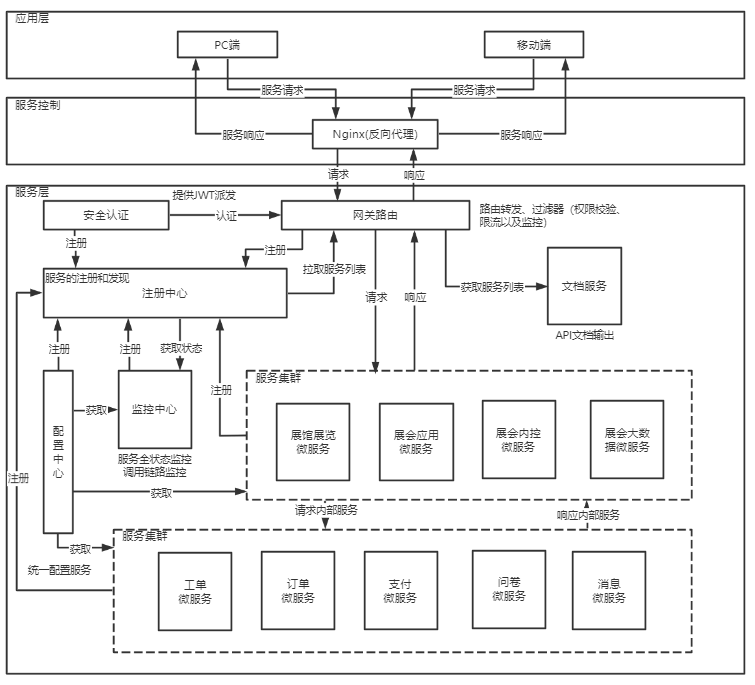 应用层
PC端
移动端
服务请求
服务请求
服务控制
服务响应
Nginx(反向代理)
服务响应
请求
响应
服务层
提供JWT派发
安全认证
认证
网关路由
路由转发、过滤器（权限校验、
限流以及监控）
注册
注册
拉取服务列表
服务的注册和发现
注册中心
请求
响应
获取服务列表
文档服务
API文档输出
注册
注册
获取状态
注册
服务集群
配
置
中
心
获取
监控中心
展馆展览
微服务
展会应用
微服务
展会内控
微服务
展会大数
据微服务
服务全状态监控
调用链路监控
注册
获取
请求内部服务
响应内部服务
服务集群
获取
统一配置服务
工单
微服务
订单
微服务
支付
微服务
问卷
微服务
消息
微服务